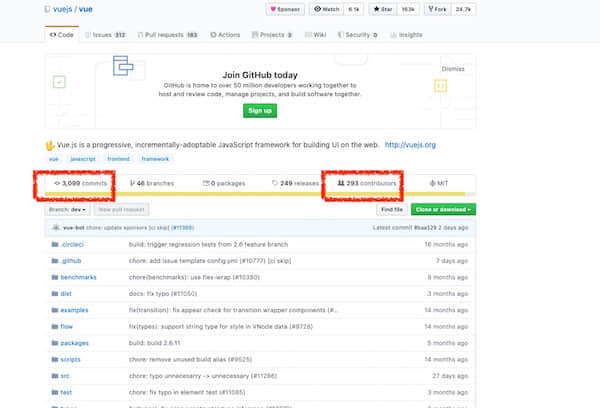 vuejs / vue
Sponsor Watch 6.1k Star 163k Fork 24.7k
Code Issues 312 Pull requests 183 Actions Projects 3 Wiki Security 0 Insights
Join GitHub today
Dismiss
GitHub is home to over 50 million developers working together to
host and review code, manage projects, and build software together.
Sign up
Vue.js is a progressive, incrementally-adoptable JavaScript framework for building UI on the web. http://vuejs.org
vue javascript frontend framework
3,099 commits 46 branches 0 packages 249 releases 293 contributors MIT
Branch: dev New pull request Find file Clone or download
vue-bot chore: update sponsors [ci skip] (#11369) Latest commit 2 days ago
.circleci build: trigger regression tests from 2.6 feature branch 16 months ago
.github chore: add issue template config.yml (#10777) [ci skip] 7 days ago
benchmarks chore(benchmarks): use flex-wrap (#10380) 9 months ago
dist docs: fix typo (#11050) 3 months ago
examples fix(transition): fix appear check for transition wrapper components (#... 14 months ago
flow fix(types): support string type for style in VNode data (#9728) 14 months ago
packages build: build 2.6.11 5 months ago
scripts chore: remove unused build alias (#9525) 14 months ago
src chore: typo unnecesarry -> unnecessary (#11286) 27 days ago
test chore: fix typo in element test (#11085) 3 months ago